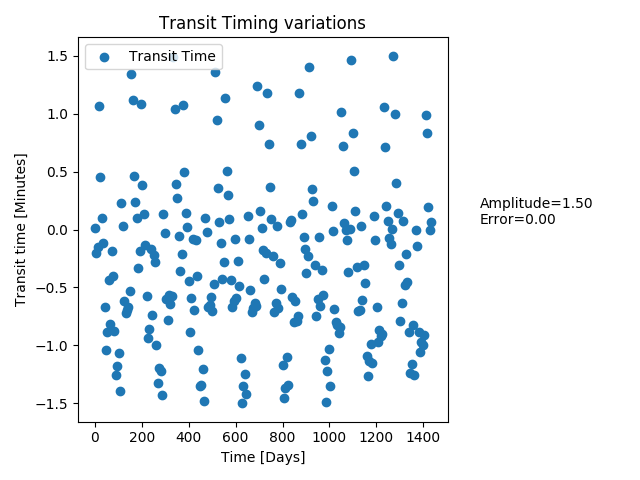 Transit Timing variations
Transit Time
Transit time [Minutes]
1.5
1.0
0.5
0.0
−0.5
−1.0
−1.5
0
200
400
600
800
1000
1200
1400
Time [Days]
Amplitude=1.50
Error=0.00